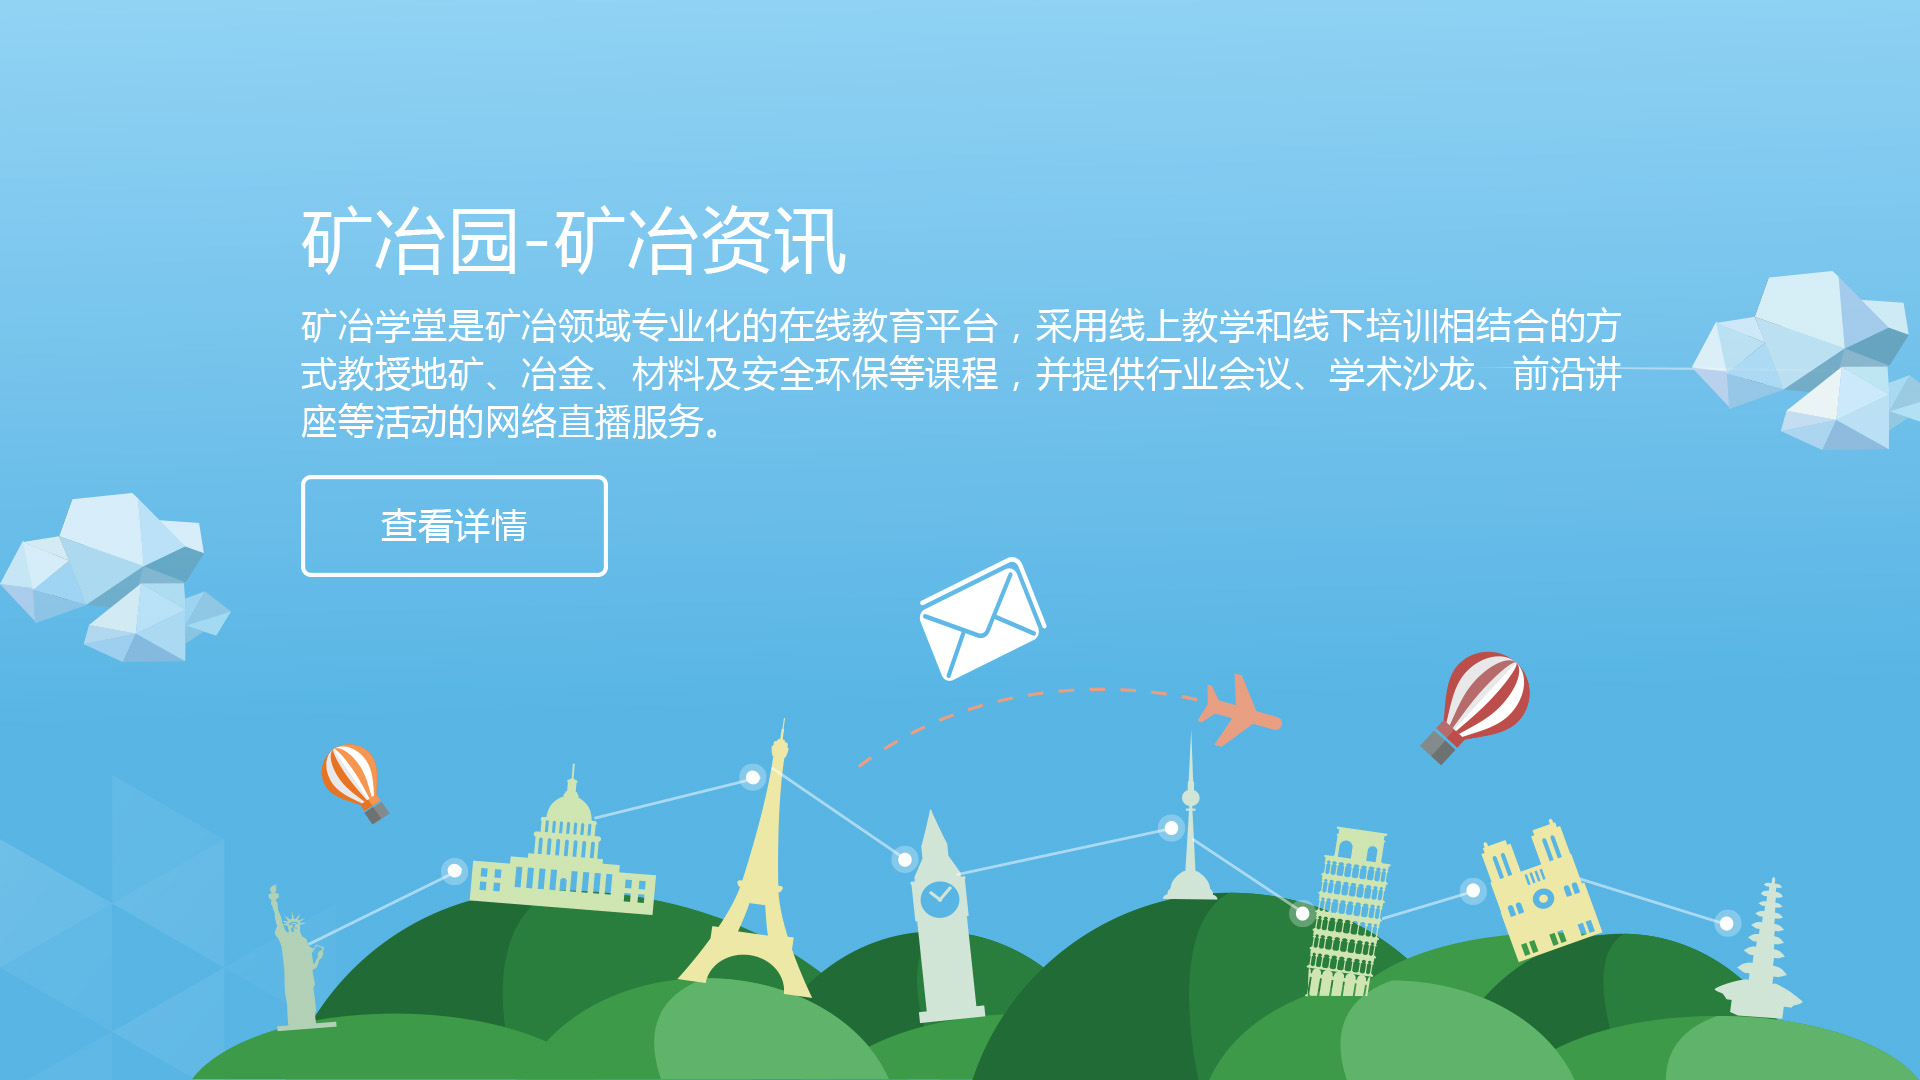 矿冶园-矿冶资讯
矿冶学堂是矿冶领域专业化的在线教育平台，采用线上教学和线下培训相结合的方
式教授地矿、冶金、材料及安全环保等课程，并提供行业会议、学术沙龙、前沿讲
座等活动的网络直播服务。
查看详情